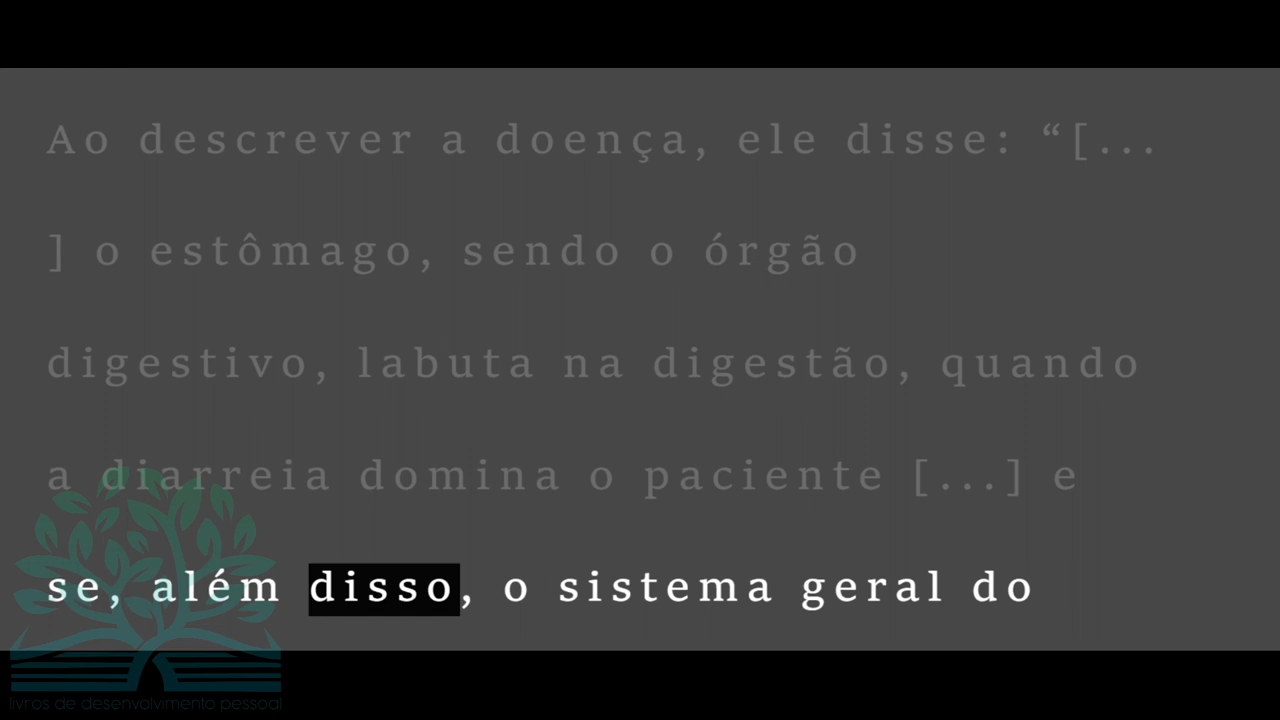 Ao descrever a doença, ele disse: “[...
] o estômago, sendo o órgão
digestivo, labuta na digestão, quando
a diarreia domina o paciente [...] e
se, além disso, o sistema geral do
livros de desenvolvimento pessoal